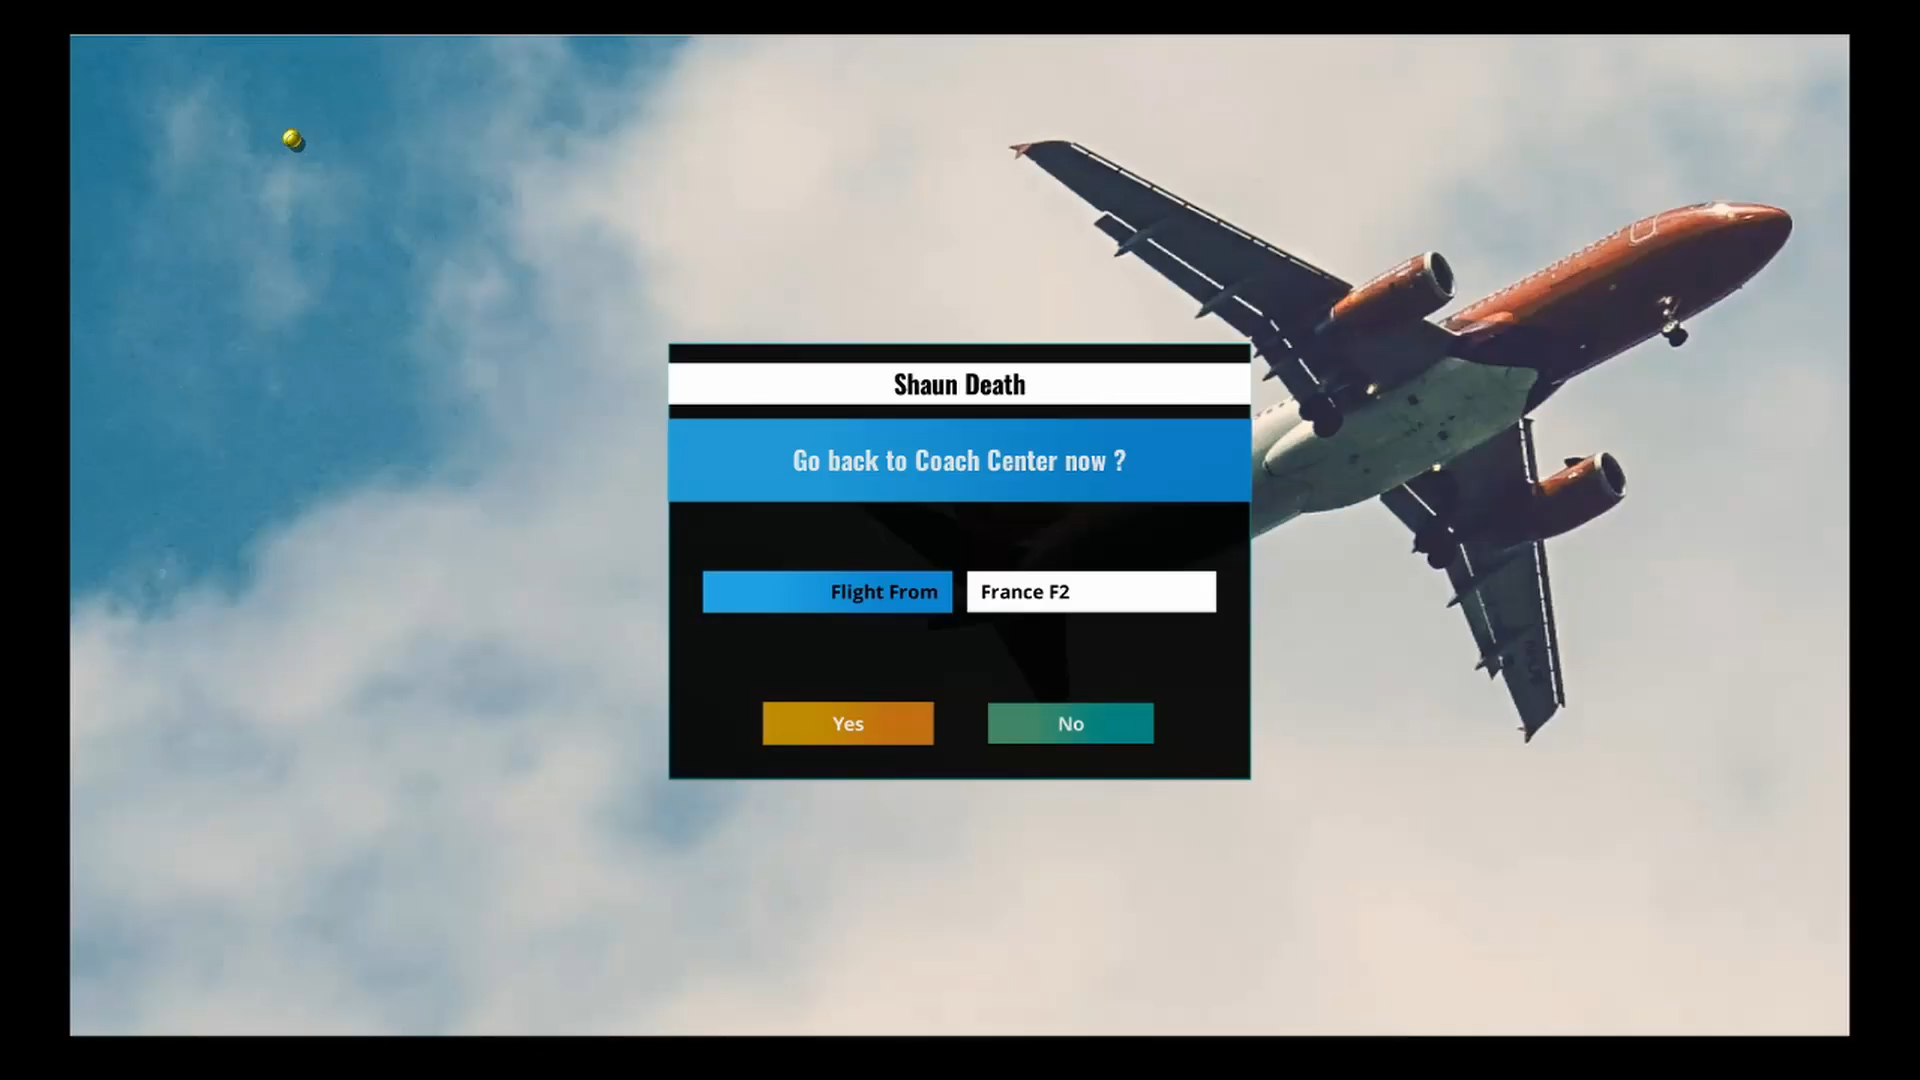 Shaun Death
Go back to Coach Center now ?
Flight From France F2
Yes No